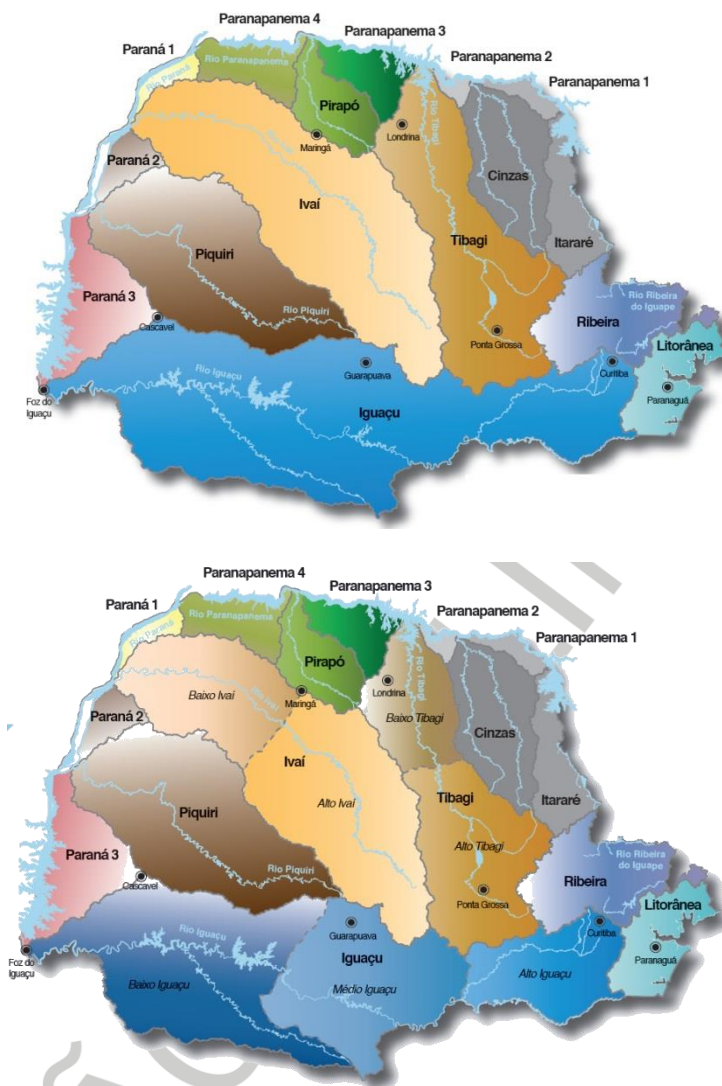 Paranapanema 4
Paranapanema 3
Paraná 1
Paranapanema 2
Paranapanema 1
Rio Paraná
Rio Paranapanema
Rio Tibagi
Pirapó
Londrina
Maringá
Paraná 2
Cinzas
Ivaí
Tibagi
Itararé
Piquiri
Paraná 3
Rio Ribeira
do Iguape
Rio Piquiri
Ribeira
Cascavel
Ponta Grossa
Litorânea
Rio Iguaçu
Guarapuava
Curitiba
Foz do
Iguaçu
Iguaçu
Paranaguá
Paranapanema 4
Paranapanema 3
Paraná 1
Paranapanema 2
Paranapanema 1
Rio Paraná
Rio Paranapanema
Rio Tibagi
Pirapó
Londrina
Baixo Ivaí
Maringá
Rio Ivaí
Paraná 2
Baixo Tibagi
Cinzas
Ivaí
Tibagi
Itararé
Alto Ivaí
Piquiri
Alto Tibagi
Paraná 3
Rio Ribeira
do Iguape
Rio Piquiri
Ribeira
Cascavel
Ponta Grossa
Litorânea
Rio Iguaçu
Guarapuava
Curitiba
Foz do
Iguaçu
Iguaçu
Paranaguá
Baixo Iguaçu
Médio Iguaçu
Alto Iguaçu